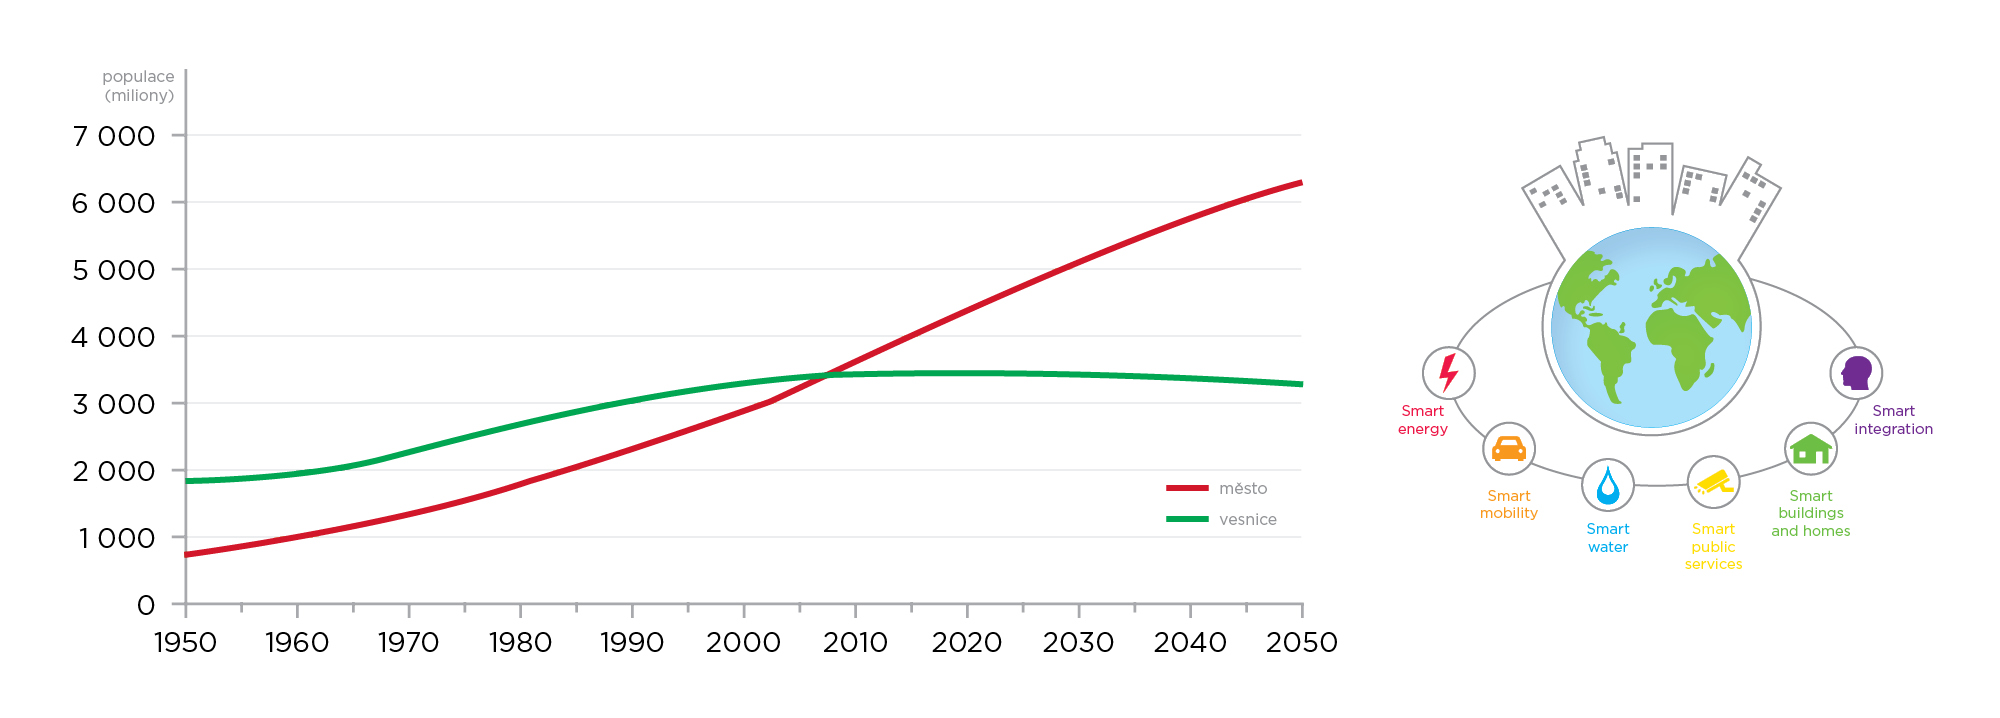 populace
(miliony)
7 000
6 000
5 000
4 000
3 000
2 000
1 000
0
1950 1960 1970 1980 1990 2000 2010 2020 2030 2040 2050
město
vesnice
Smart
energy
Smart
mobility
Smart
water
Smart
public
services
Smart
buildings
and homes
Smart
integration